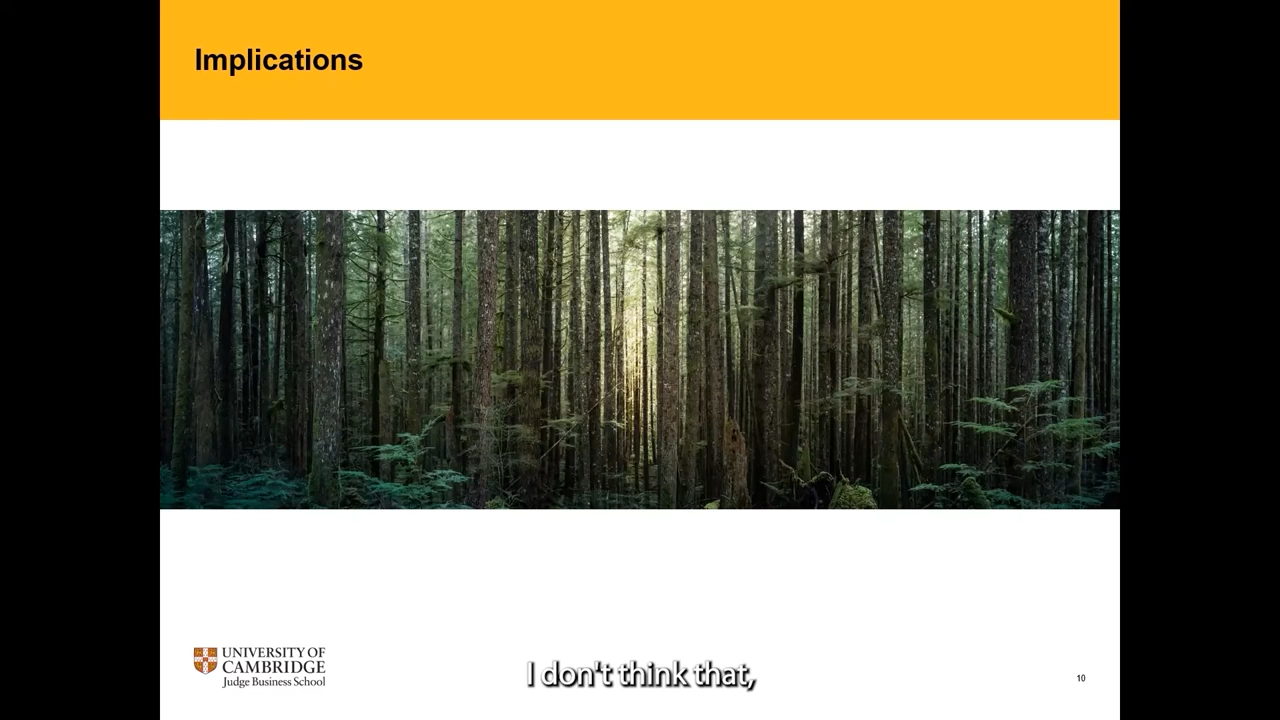 Implications
UNIVERSITY OF
CAMBRIDGE
Judge Business School
I don't think that,
10